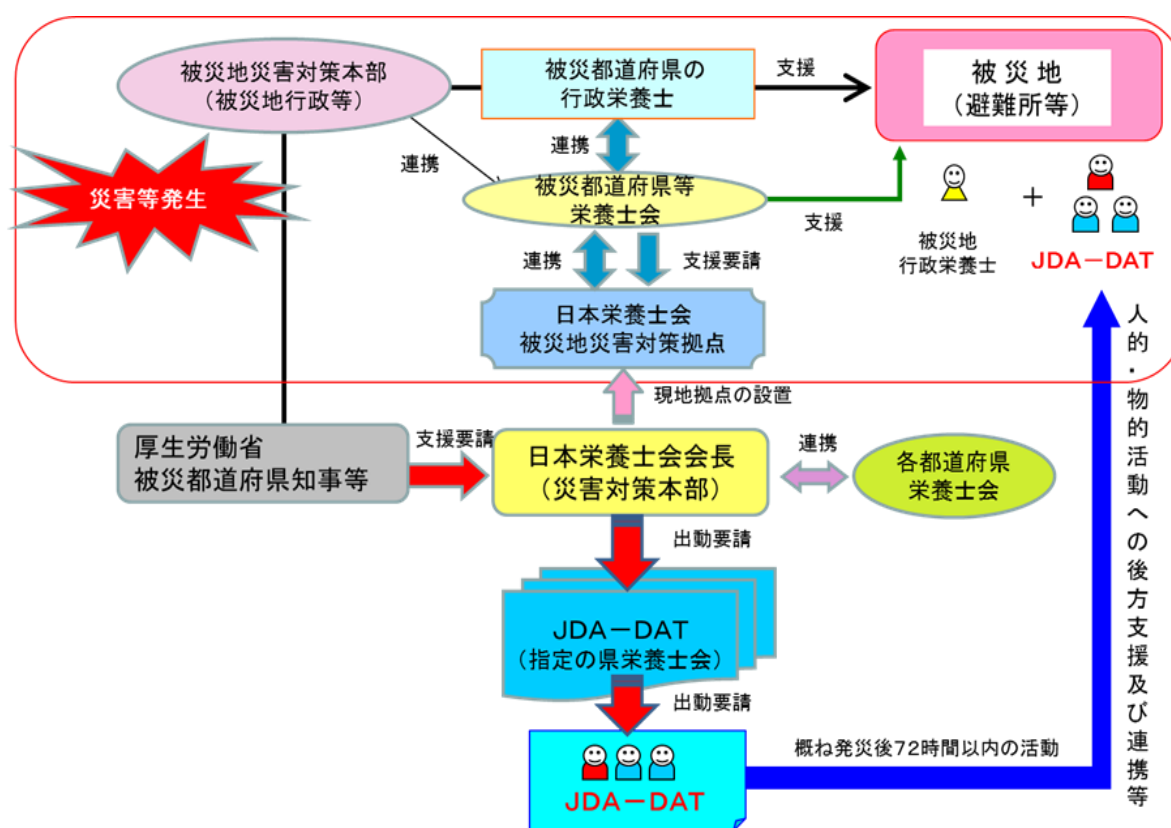 被災地災害対策本部
（被災地行政等）
被災都道府県の
行政栄養士
支援
被災地
（避難所等）
災害等発生
連携
連携
被災都道府県等
栄養士会
支援
被災地
行政栄養士
＋
JDA－DAT
連携
支援要請
日本栄養士会
被災地災害対策拠点
現地拠点の設置
厚生労働省
被災都道府県知事等
支援要請
日本栄養士会会長
（災害対策本部）
連携
各都道府県
栄養士会
出動要請
JDA－DAT
（指定の県栄養士会）
出動要請
JDA－DAT
概ね発災後72時間以内の活動
人的・物的活動への後方支援及び連携等